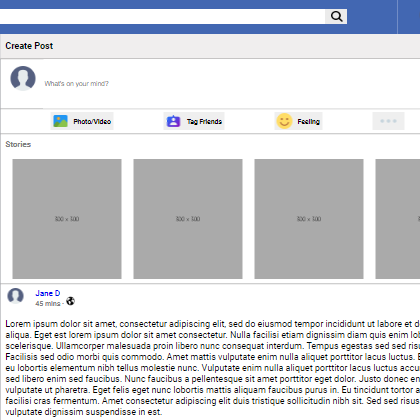 Create Post
What's on your mind?
Photo/Video
Tag Friends
Feeling
Stories
500 × 500
500 × 500
500 × 500
Jane D
45 mins ·
Lorem ipsum dolor sit amet, consectetur adipiscing elit, sed do eiusmod tempor incididunt ut labore et d
aliqua. Eget est lorem ipsum dolor sit amet consectetur. Nulla facilisi etiam dignissim diam quis enim lob
scelerisque. Ullamcorper malesuada proin libero nunc consequat interdum. Tempus egestas sed sed risu
Facilisis sed odio morbi quis commodo. Amet mattis vulputate enim nulla aliquet porttitor lacus luctus. E
eu lobortis elementum nibh tellus molestie nunc. Vulputate enim nulla aliquet porttitor lacus luctus accu
sed libero enim sed faucibus. Nunc faucibus a pellentesque sit amet porttitor eget dolor. Justo donec en
vulputate ut pharetra. Eget felis eget nunc lobortis mattis aliquam faucibus purus in. Eu tincidunt tortor a
facilisi cras fermentum. Amet consectetur adipiscing elit duis tristique sollicitudin nibh sit. Sed sed risus
vulputate dignissim suspendisse in est.